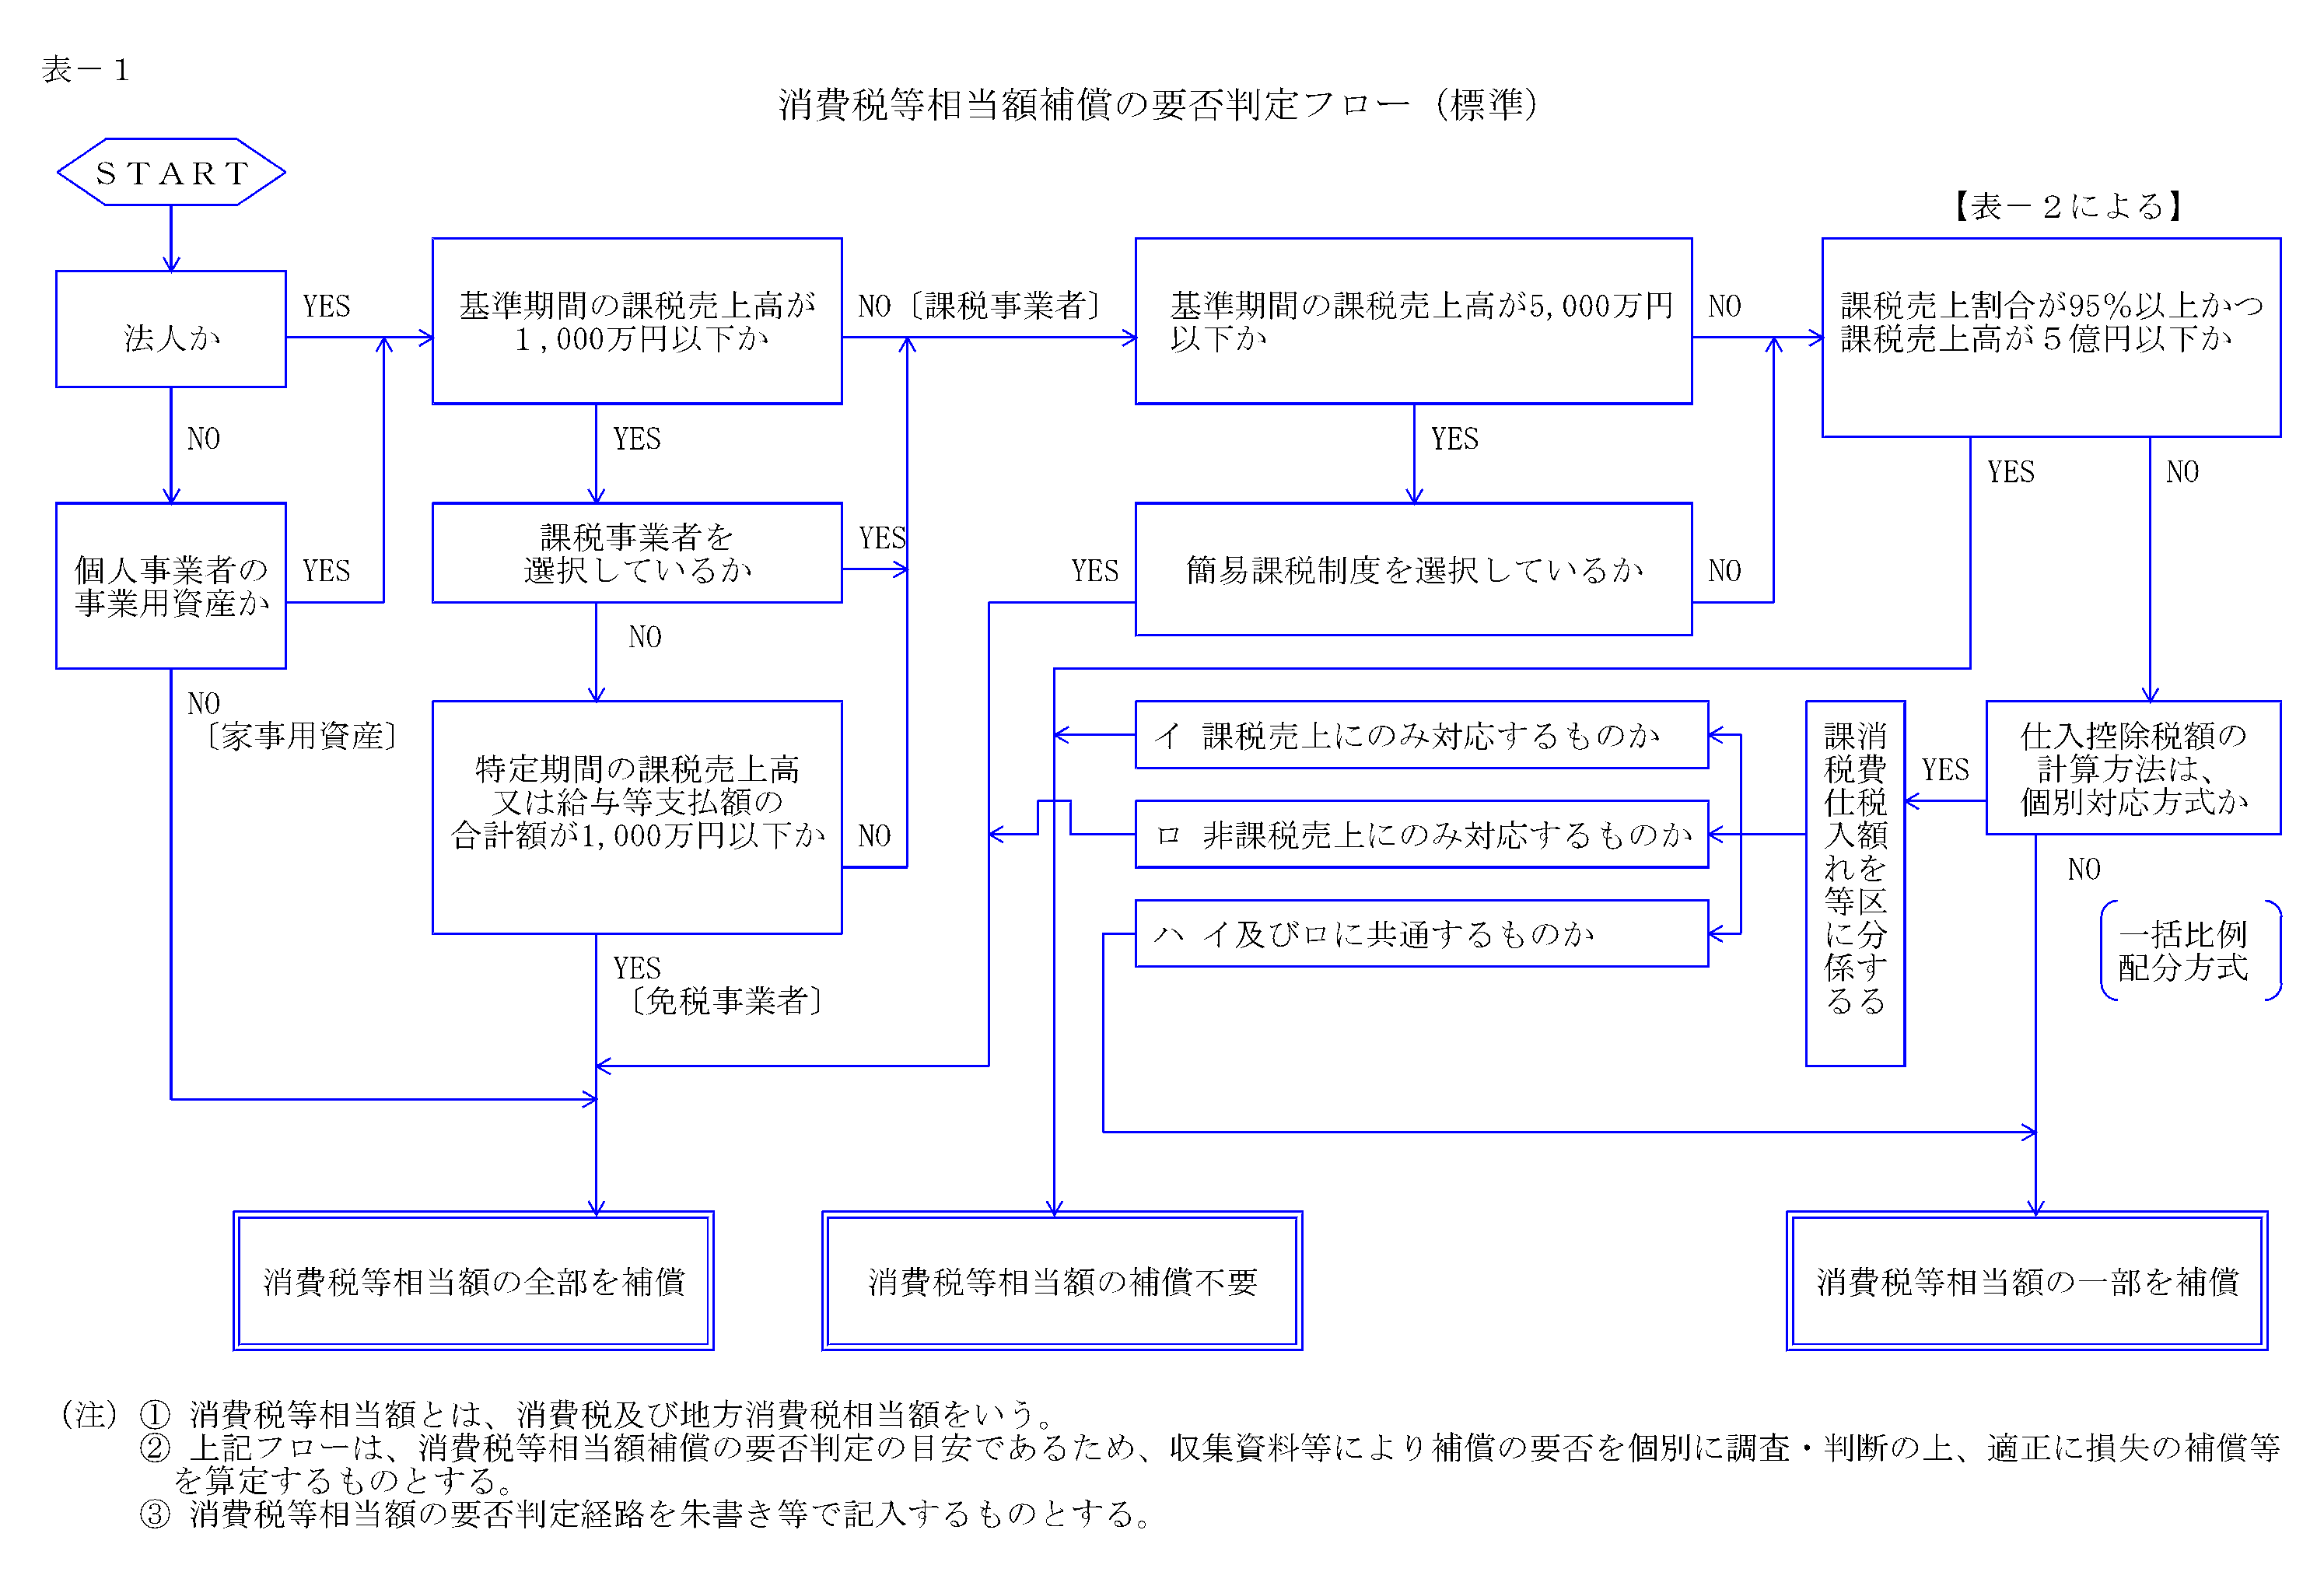 表－１
消費税等相当額補償の要否判定フロー（標準）
ＳＴＡＲＴ
【表－２による】
法人か
YES
NO
基準期間の課税売上高が
１,000万円以下か
NO〔課税事業者〕
YES
基準期間の課税売上高が5,000万円
以下か
NO
YES
課税売上割合が95％以上かつ
課税売上高が５億円以下か
YES
NO
個人事業者の
事業用資産か
YES
NO
〔家事用資産〕
課税事業者を
選択しているか
YES
NO
簡易課税制度を選択しているか
YES
NO
特定期間の課税売上高
又は給与等支払額の
合計額が1,000万円以下か
NO
YES
〔免税事業者〕
イ 課税売上にのみ対応するものか
ロ 非課税売上にのみ対応するものか
ハ イ及びロに共通するものか
課税仕入れ等に係る
消費税額を区分する
YES
仕入控除税額の
計算方法は、
個別対応方式か
NO
一括比例
配分方式
消費税等相当額の全部を補償
消費税等相当額の補償不要
消費税等相当額の一部を補償
（注）① 消費税等相当額とは、消費税及び地方消費税相当額をいう。
② 上記フローは、消費税等相当額補償の要否判定の目安であるため、収集資料等により補償の要否を個別に調査・判断の上、適正に損失の補償等
を算定するものとする。
③ 消費税等相当額の要否判定経路を朱書き等で記入するものとする。